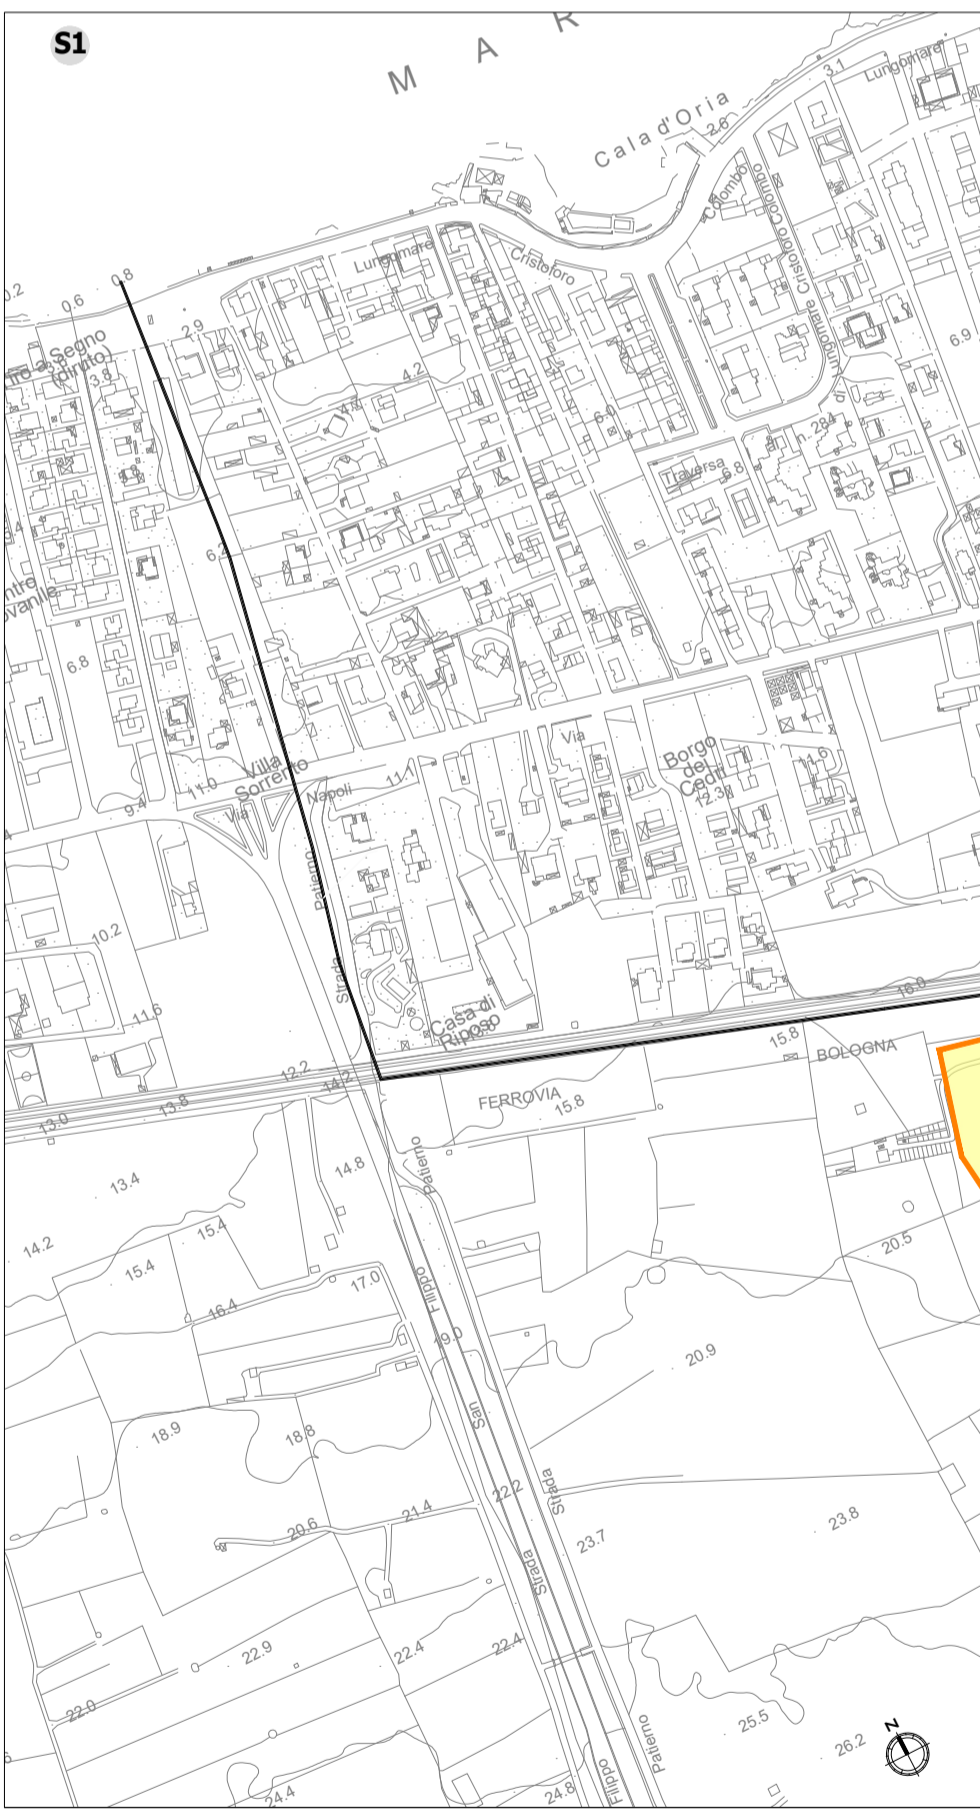 S1
M A R
Cala d'Oria
2.6
3.1
Lungomare
Colombo
Lungomare Cristoforo Colombo
Lungomare
Cristoforo
0.2
0.6
0.8
2.9
(diruto)
3.8
4.2
6.0
6.9
di Lungomare
n. 284
Traversa
6.8
6.2
6.8
Via
Borgo
del
Cedri
12.3
11.6
Villa
Sorrento
11.0
9.4
Via
Napoli
11.1
Patierno
Strada
10.2
11.6
Casa di
Riposo
16.0
15.8
BOLOGNA
12.2
14.2
FERROVIA
15.8
13.0
13.8
13.4
14.8
Patierno
14.2
15.4
15.4
16.4
17.0
Filippo
19.0
20.5
20.9
18.9
18.8
San
22.2
Strada
21.4
20.6
23.7
23.8
Strada
22.9
22.4
22.4
22.0
Patierno
25.5
26.2
N
24.4
24.8
Filippo